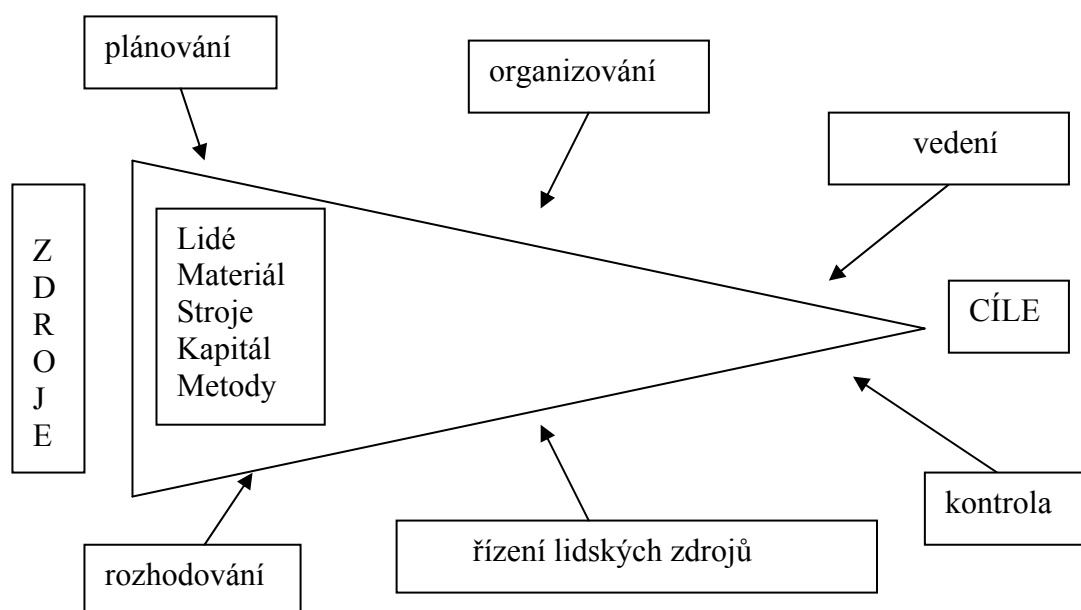 plánování
organizování
vedení
Z
D
R
O
J
E
Lidé
Materiál
Stroje
Kapitál
Metody
CÍLE
kontrola
řízení lidských zdrojů
rozhodování